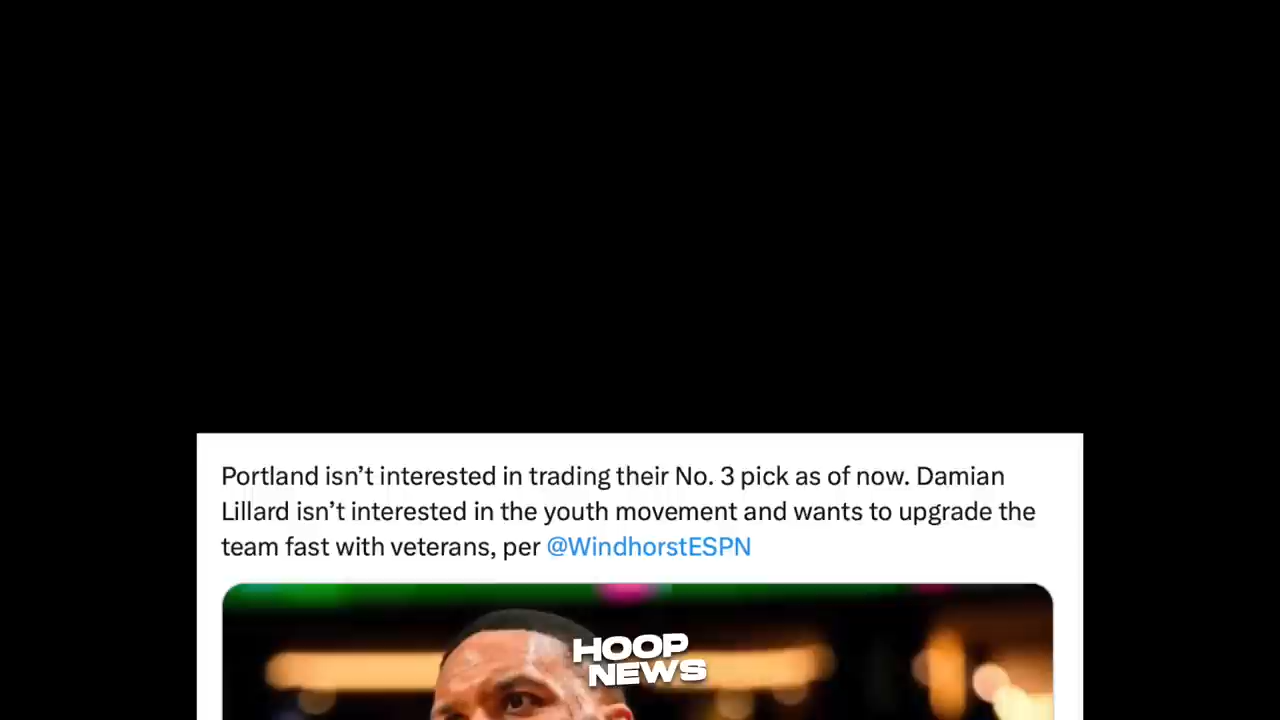 Portland isn’t interested in trading their No. 3 pick as of now. Damian
Lillard isn’t interested in the youth movement and wants to upgrade the
team fast with veterans, per @WindhorstESPN
HOOP
NEWS